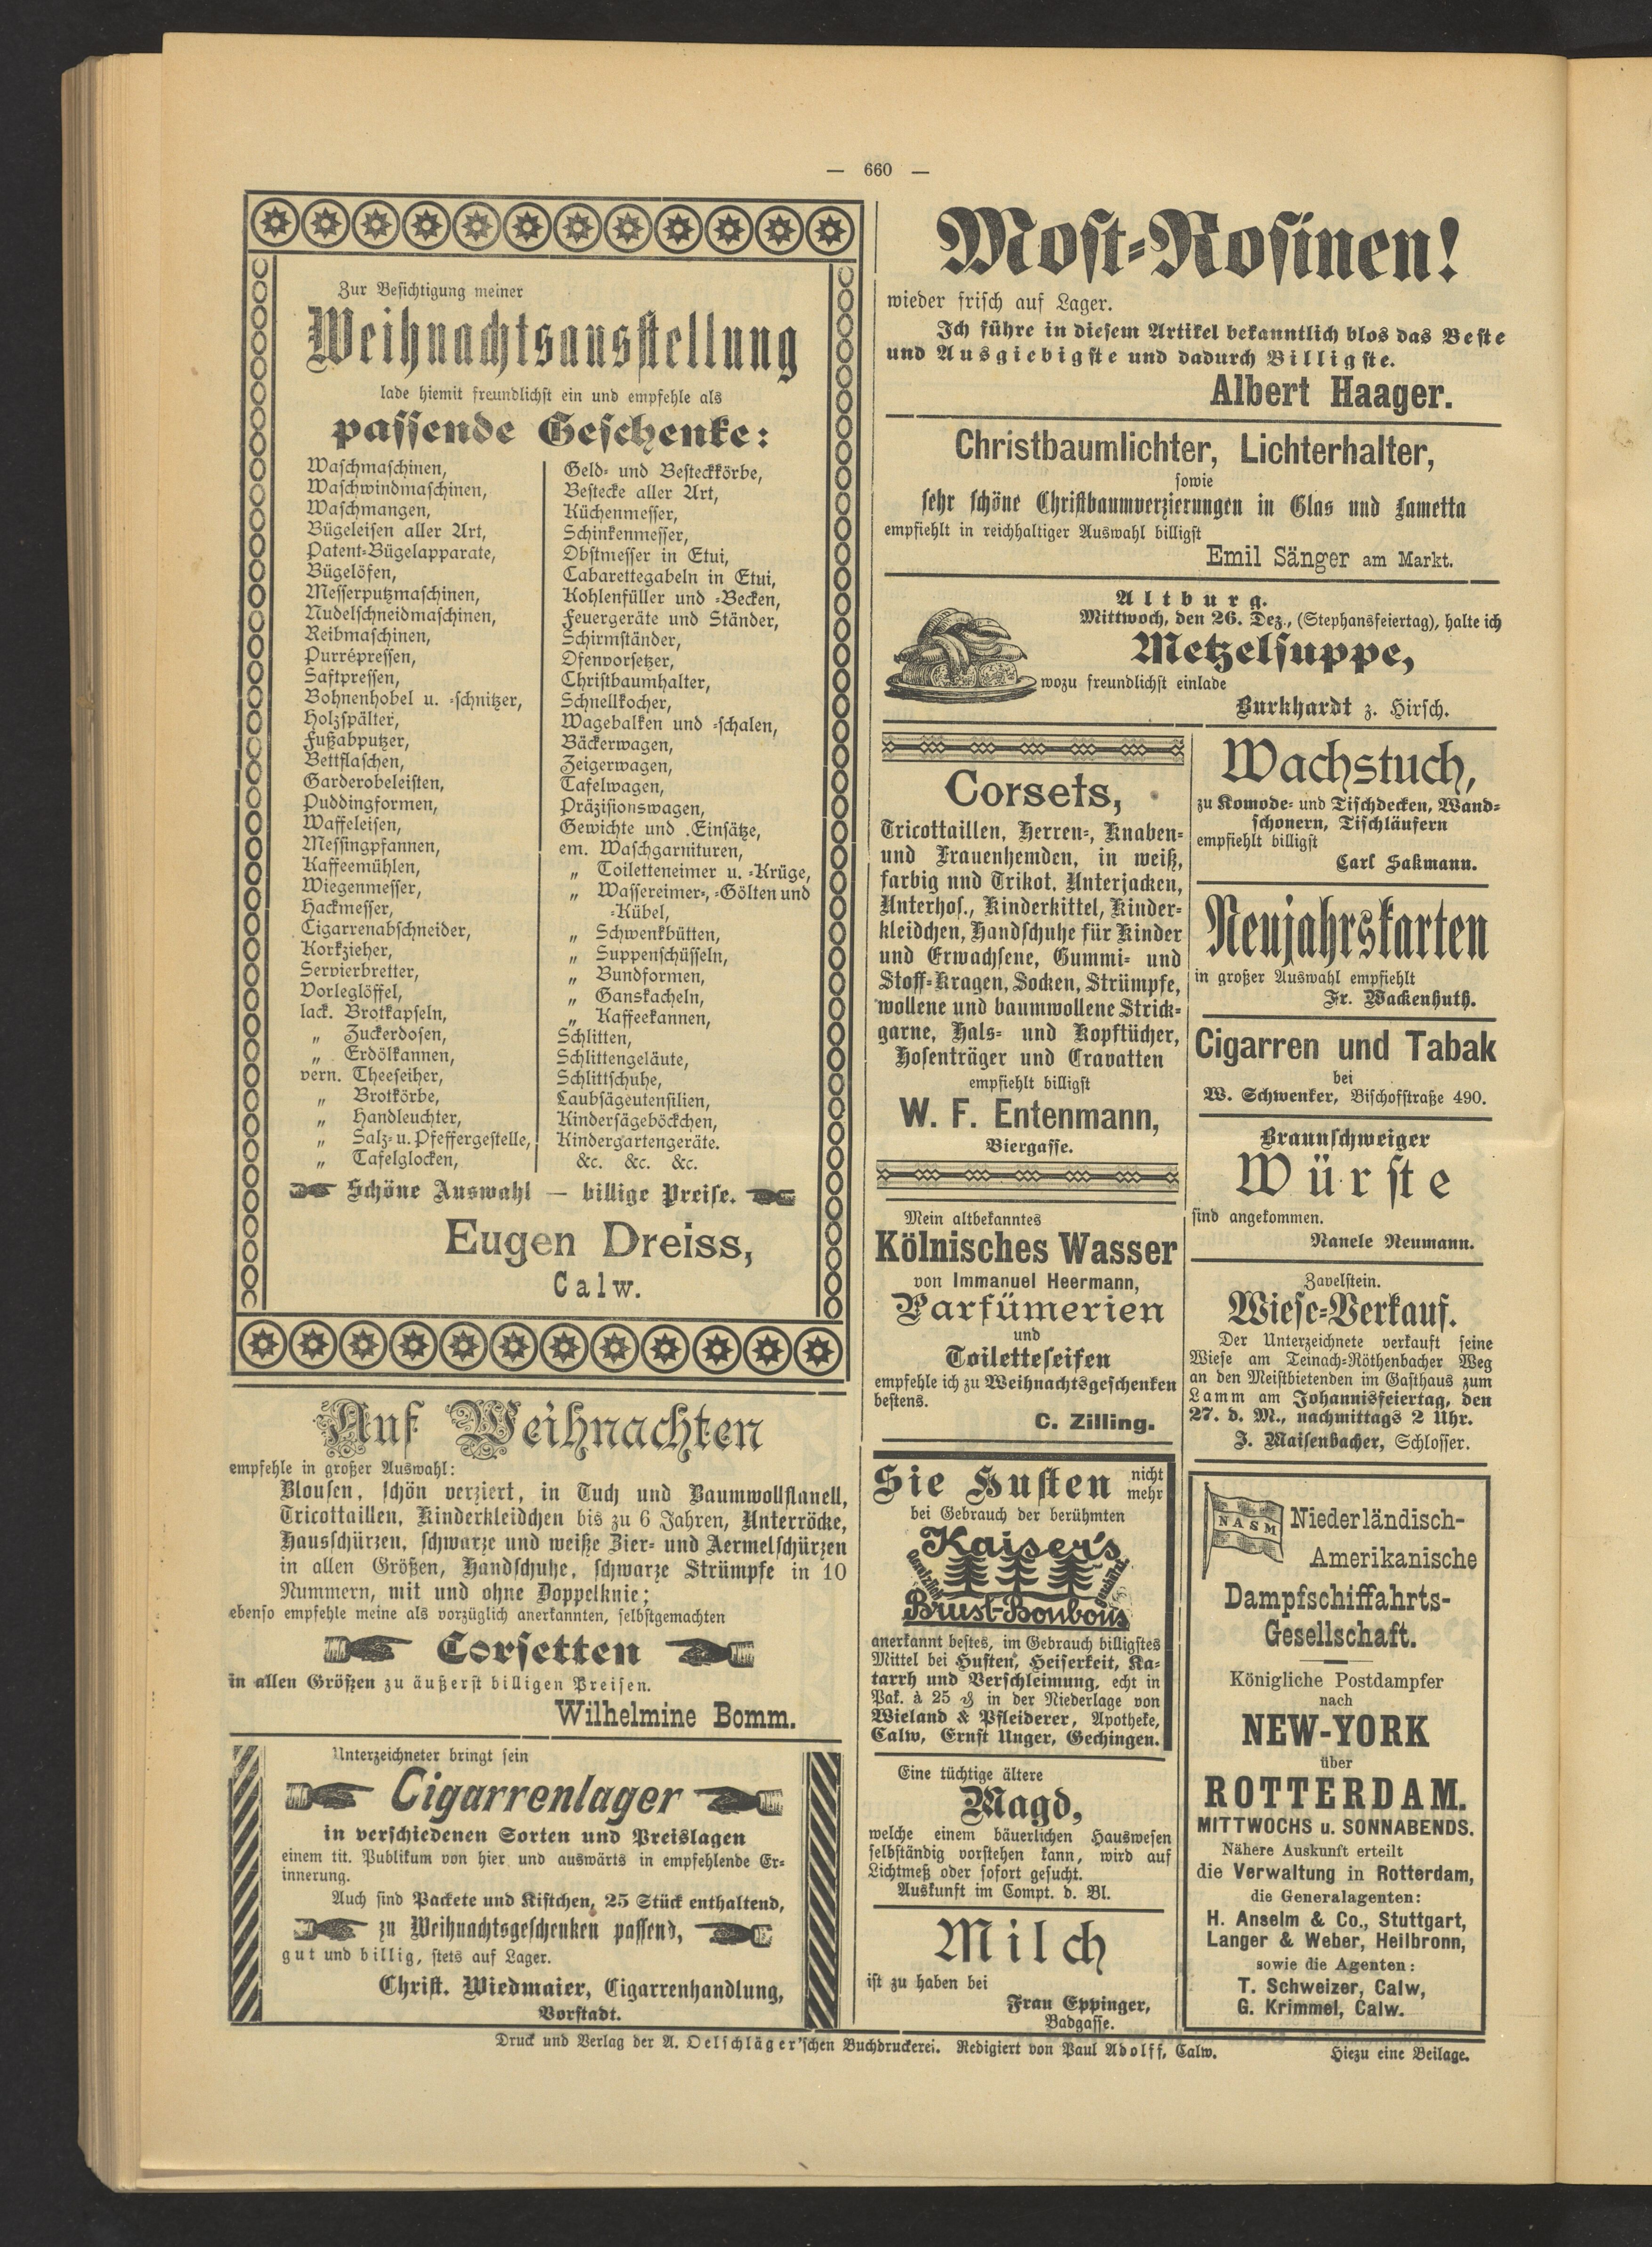 — 660 —
Zur Besichtigung meiner
Weihnachtsausstellung
lade hiemit freundlichst ein und empfehle als
passende Geschenke:
Waschmaschinen,
Waschwindmaschinen,
Waschmangen,
Bügeleisen aller Art,
Patent-Bügelapparate,
Bügelöfen,
Messerputzmaschinen,
Nudelschneidmaschinen,
Reibmaschinen,
Purrépressen,
Saftpressen,
Bohnenhobel u. -schnitzer,
Holzspälter,
Fußabputzer,
Bettflaschen,
Garderobeleisten,
Puddingformen,
Waffeleisen,
Messingpfannen,
Kaffeemühlen,
Wiegenmesser,
Hackmesser,
Cigarrenabschneider,
Korkzieher,
Servierbretter,
Vorleglöffel,
lack. Brotkapseln,
„ Zuckerdosen,
„ Erdölkannen,
vern. Theeseiher,
„ Brotkörbe,
„ Handleuchter,
„ Salz- u. Pfeffergestelle,
„ Tafelglocken,
Geld- und Besteckkörbe,
Bestecke aller Art,
Küchenmesser,
Schinkenmesser,
Obstmesser in Etui,
Cabarettegabeln in Etui,
Kohlenfüller und -Becken,
Feuergeräte und Ständer,
Schirmständer,
Ofenvorsetzer,
Christbaumhalter,
Schnellkocher,
Wagebalken und -schalen,
Bäckerwagen,
Zeigerwagen,
Tafelwagen,
Präzisionswagen,
Gewichte und Einsätze,
em. Waschgarnituren,
„ Toiletteneimer u. -Krüge,
„ Wassereimer-, -Gölten und
-Kübel,
„ Schwenkbütten,
„ Suppenschüsseln,
„ Bundformen,
„ Ganskacheln,
„ Kaffeekannen,
Schlitten,
Schlittengeläute,
Schlittschuhe,
Laubsägeutensilien,
Kindersägeböckchen,
Kindergartengeräte.
&c. &c. &c.
Schöne Auswahl — billige Preise.
Eugen Dreiss,
Calw.
Auf Weihnachten
empfehle in großer Auswahl:
Blousen, schön verziert, in Tuch und Baumwollflanell,
Tricottaillen, Kinderkleidchen bis zu 6 Jahren, Unterröcke,
Hausschürzen, schwarze und weiße Zier- und Aermelschürzen
in allen Größen, Handschuhe, schwarze Strümpfe in 10
Nummern, mit und ohne Doppelknie;
ebenso empfehle meine als vorzüglich anerkannten, selbstgemachten
Corsetten
in allen Größen zu äußerst billigen Preisen.
Wilhelmine Bomm.
Unterzeichneter bringt sein
Cigarrenlager
in verschiedenen Sorten und Preislagen
einem tit. Publikum von hier und auswärts in empfehlende Er-
innerung.
Auch sind Packete und Kistchen, 25 Stück enthaltend,
zu Weihnachtsgeschenken passend,
gut und billig, stets auf Lager.
Christ. Wiedmaier, Cigarrenhandlung,
Vorstadt.
Most-Rosinen!
wieder frisch auf Lager.
Ich führe in diesem Artikel bekanntlich blos das Beste
und Ausgiebigste und dadurch Billigste.
Albert Haager.
Christbaumlichter, Lichterhalter,
sowie
sehr schöne Christbaumverzierungen in Glas und Lametta
empfiehlt in reichhaltiger Auswahl billigst
Emil Sänger am Markt.
Altburg.
Mittwoch, den 26. Dez., (Stephansfeiertag), halte ich
Metzelsuppe,
wozu freundlichst einlade
Burkhardt z. Hirsch.
Corsets,
Tricottaillen, Herren-, Knaben-
und Frauenhemden, in weiß,
farbig nnd Trikot, Unterjacken,
Unterhos., Kinderkittel, Kinder-
kleidchen, Handschuhe für Kinder
und Erwachsene, Gummi- und
Stoff-Kragen, Socken, Strümpfe,
wollene und baumwollene Strick-
garne, Hals- und Kopftücher,
Hosenträger und Cravatten
empfiehlt billigst
W. F. Entenmann,
Biergasse.
Mein altbekanntes
Kölnisches Wasser
von Immanuel Heermann,
Parfümerien
und
Toiletteseifen
empfehle ich zu Weihnachtsgeschenken
bestens.
C. Zilling.
Sie Husten nicht mehr
bei Gebrauch der berühmten
Kaiser's
Brust-Bonbons
anerkannt bestes, im Gebrauch billigstes
Mittel bei Husten, Heiserkeit, Ka-
tarrh und Verschleimung, echt in
Pak. à 25 ₰ in der Niederlage von
Wieland & Pfleiderer, Apotheke,
Calw, Ernst Unger, Gechingen.
Eine tüchtige ältere
Magd,
welche einem bäuerlichen Hauswesen
selbständig vorstehen kann, wird auf
Lichtmeß oder sofort gesucht.
Auskunft im Compt. d. Bl.
Milch
ist zu haben bei
Frau Eppinger,
Badgasse.
Wachstuch,
zu Komode- und Tischdecken, Wand-
schonern, Tischläufern
empfiehlt billigst
Carl Sakmann.
Neujahrskarten
in großer Auswahl empfiehlt
Fr. Wackenhuth.
Cigarren und Tabak
bei
W. Schwenker, Bischofstraße 490.
Braunschweiger
Würste
sind angekommen.
Nanele Neumann.
Zavelstein.
Wiese-Verkauf.
Der Unterzeichnete verkauft seine
Wiese am Teinach-Röthenbacher Weg
an den Meistbietenden im Gasthaus zum
Lamm am Johannisfeiertag, den
27. d. M., nachmittags 2 Uhr.
J. Maisenbacher, Schlosser.
NASM
Niederländisch-
Amerikanische
Dampfschiffahrts-
Gesellschaft.
Königliche Postdampfer
nach
NEW-YORK
über
ROTTERDAM.
MITTWOCHS u. SONNABENDS.
Nähere Auskunft erteilt
die Verwaltung in Rotterdam,
die Generalagenten:
H. Anselm & Co., Stuttgart,
Langer & Weber, Heilbronn,
sowie die Agenten:
T. Schweizer, Calw,
G. Krimmel, Calw.
Druck und Verlag der A. Oelschläger'schen Buchdruckerei. Redigiert von Paul Adolff, Calw.
Hiezu eine Beilage.